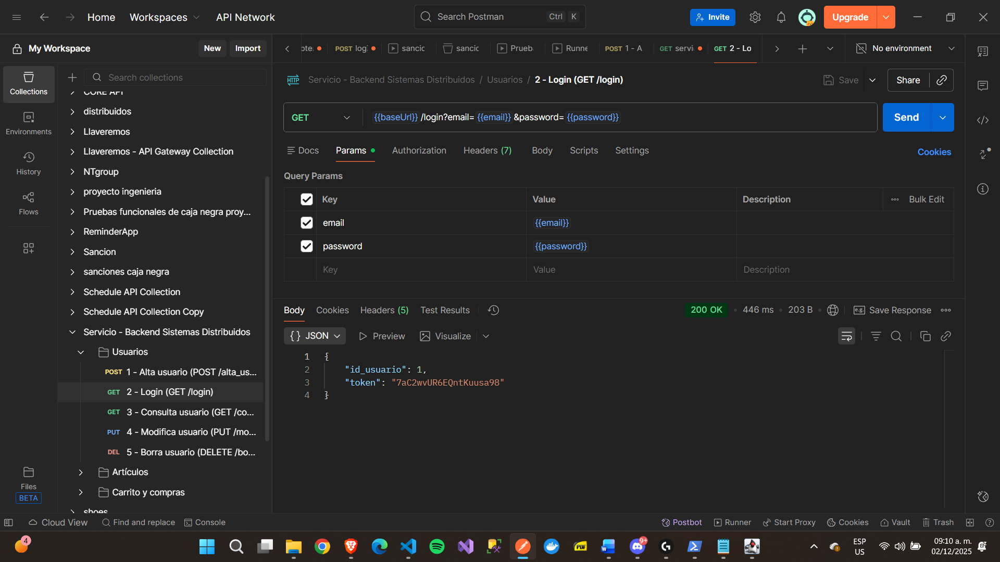 Home
Workspaces
API Network
Search Postman
Ctrl K
Invite
Upgrade
My Workspace
New
Import
ote
POST log
sancic
sancic
Prueb
Runne
POST 1 - A
GET servi
GET 2 - Lo
No environment
Collections
Environments
History
Flows
Files
BETA
Search collections
CORE API
distribuidos
Llaveremos
Llaveremos - API Gateway Collection
NTgroup
proyecto ingenieria
Pruebas funcionales de caja negra proy...
ReminderApp
Sancion
sanciones caja negra
Schedule API Collection
Schedule API Collection Copy
Servicio - Backend Sistemas Distribuidos
Usuarios
POST 1 - Alta usuario (POST /alta_us...
GET 2 - Login (GET /login)
GET 3 - Consulta usuario (GET /co...
PUT 4 - Modifica usuario (PUT /mo...
DEL 5 - Borra usuario (DELETE /bo...
Artículos
Carrito y compras
shoes
HTTP Servicio - Backend Sistemas Distribuidos / Usuarios / 2 - Login (GET /login)
Save
Share
GET
{{baseUrl}} /login?email= {{email}} &password= {{password}}
Send
Docs
Params
Authorization
Headers (7)
Body
Scripts
Settings
Cookies
Query Params
Key Value Description Bulk Edit
email {{email}}
password {{password}}
Key Value Description
Body Cookies Headers (5) Test Results
200 OK 446 ms 203 B e.g. Save Response
{} JSON
Preview
Visualize
1 {
2 "id_usuario": 1,
3 "token": "7aC2wvUR6EQntKuusa98"
4 }
Cloud View
Find and replace
Console
Postbot
Runner
Start Proxy
Cookies
Vault
Trash
4
PDF
W
9+
ESP
US
09:10 a. m.
02/12/2025